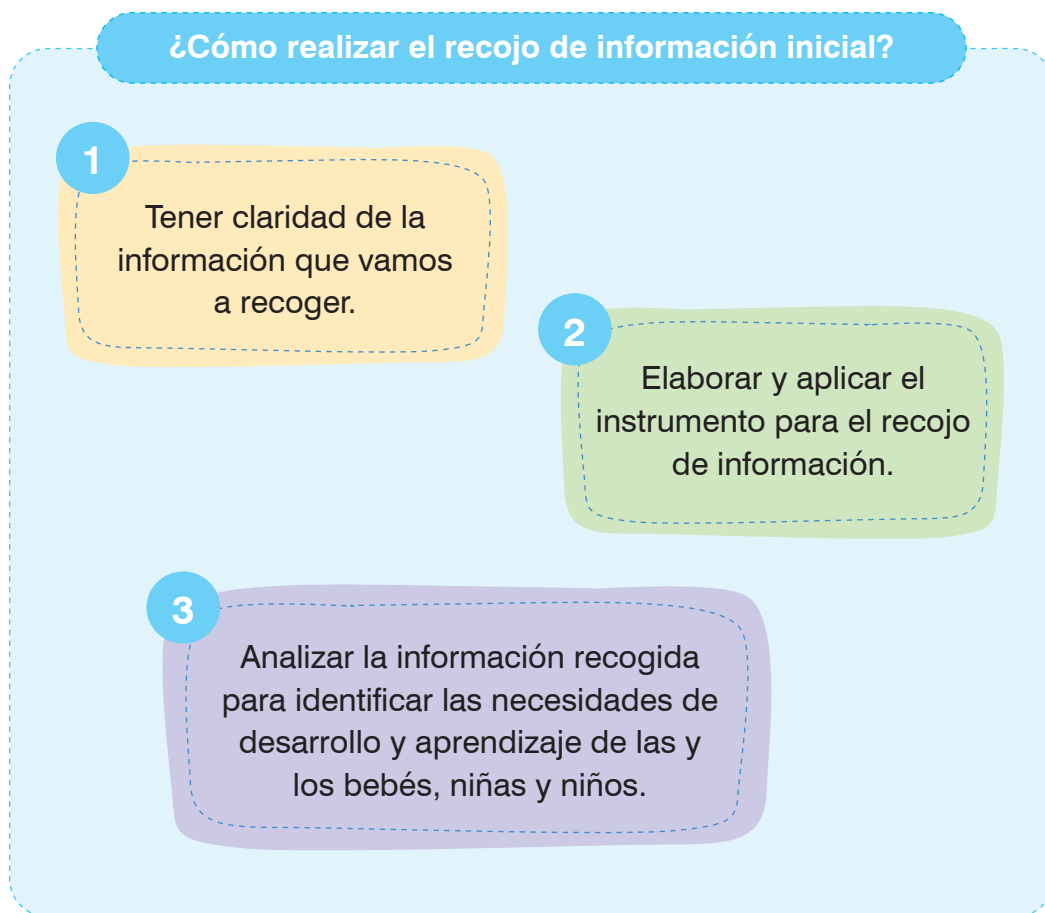 ¿Cómo realizar el recojo de información inicial?
1
Tener claridad de la
información que vamos
a recoger.
2
Elaborar y aplicar el
instrumento para el recojo
de información.
3
Analizar la información recogida
para identificar las necesidades de
desarrollo y aprendizaje de las y
los bebés, niñas y niños.